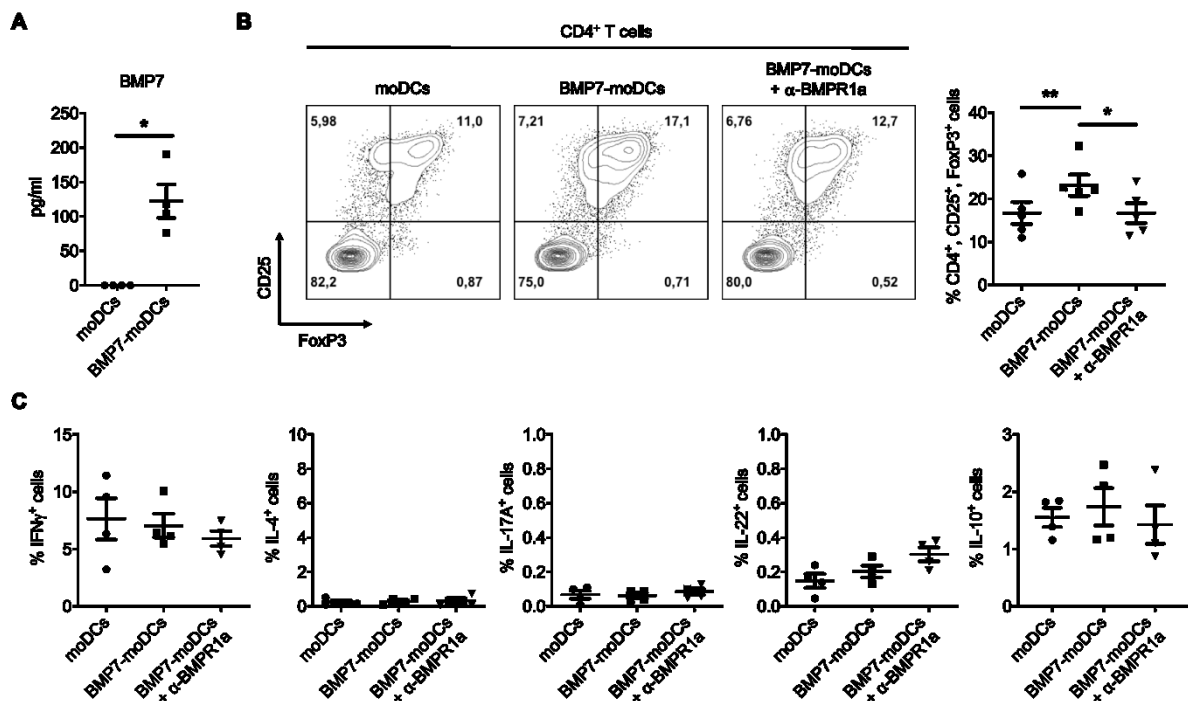 A
BMP7
pg/ml
250
200
150
100
50
0
*
moDCs
BMP7-moDCs
B
CD4+ T cells
moDCs
BMP7-moDCs
BMP7-moDCs
+ α-BMPR1a
5,98
11,0
82,2
0,87
7,21
17,1
75,0
0,71
6,76
12,7
80,0
0,52
CD25
FoxP3
% CD4+, CD25+, FoxP3+ cells
40
30
20
10
0
**
*
moDCs
BMP7-moDCs
BMP7-moDCs
+ α-BMPR1a
C
% IFNγ+ cells
15
10
5
0
moDCs
BMP7-moDCs
BMP7-moDCs
+ α-BMPR1a
% IL-4+ cells
10
8
6
4
2
0
moDCs
BMP7-moDCs
BMP7-moDCs
+ α-BMPR1a
% IL-17A+ cells
1.0
0.8
0.6
0.4
0.2
0.0
moDCs
BMP7-moDCs
BMP7-moDCs
+ α-BMPR1a
% IL-22+ cells
1.0
0.8
0.6
0.4
0.2
0.0
moDCs
BMP7-moDCs
BMP7-moDCs
+ α-BMPR1a
% IL-10+ cells
3
2
1
0
moDCs
BMP7-moDCs
BMP7-moDCs
+ α-BMPR1a